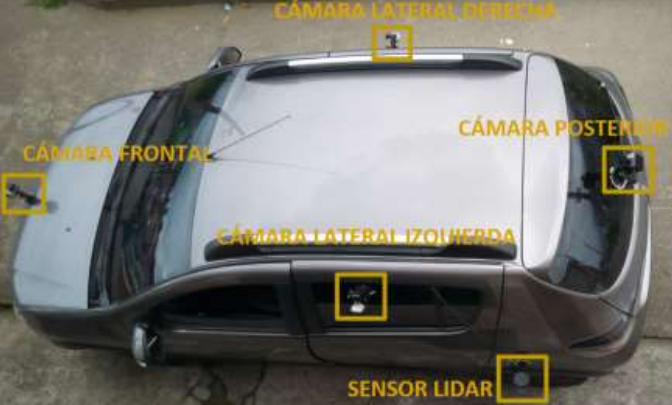 CÁMARA LATERAL DERECHA
CÁMARA POSTERIOR
CÁMARA FRONTAL
CÁMARA LATERAL IZQUIERDA
SENSOR LIDAR